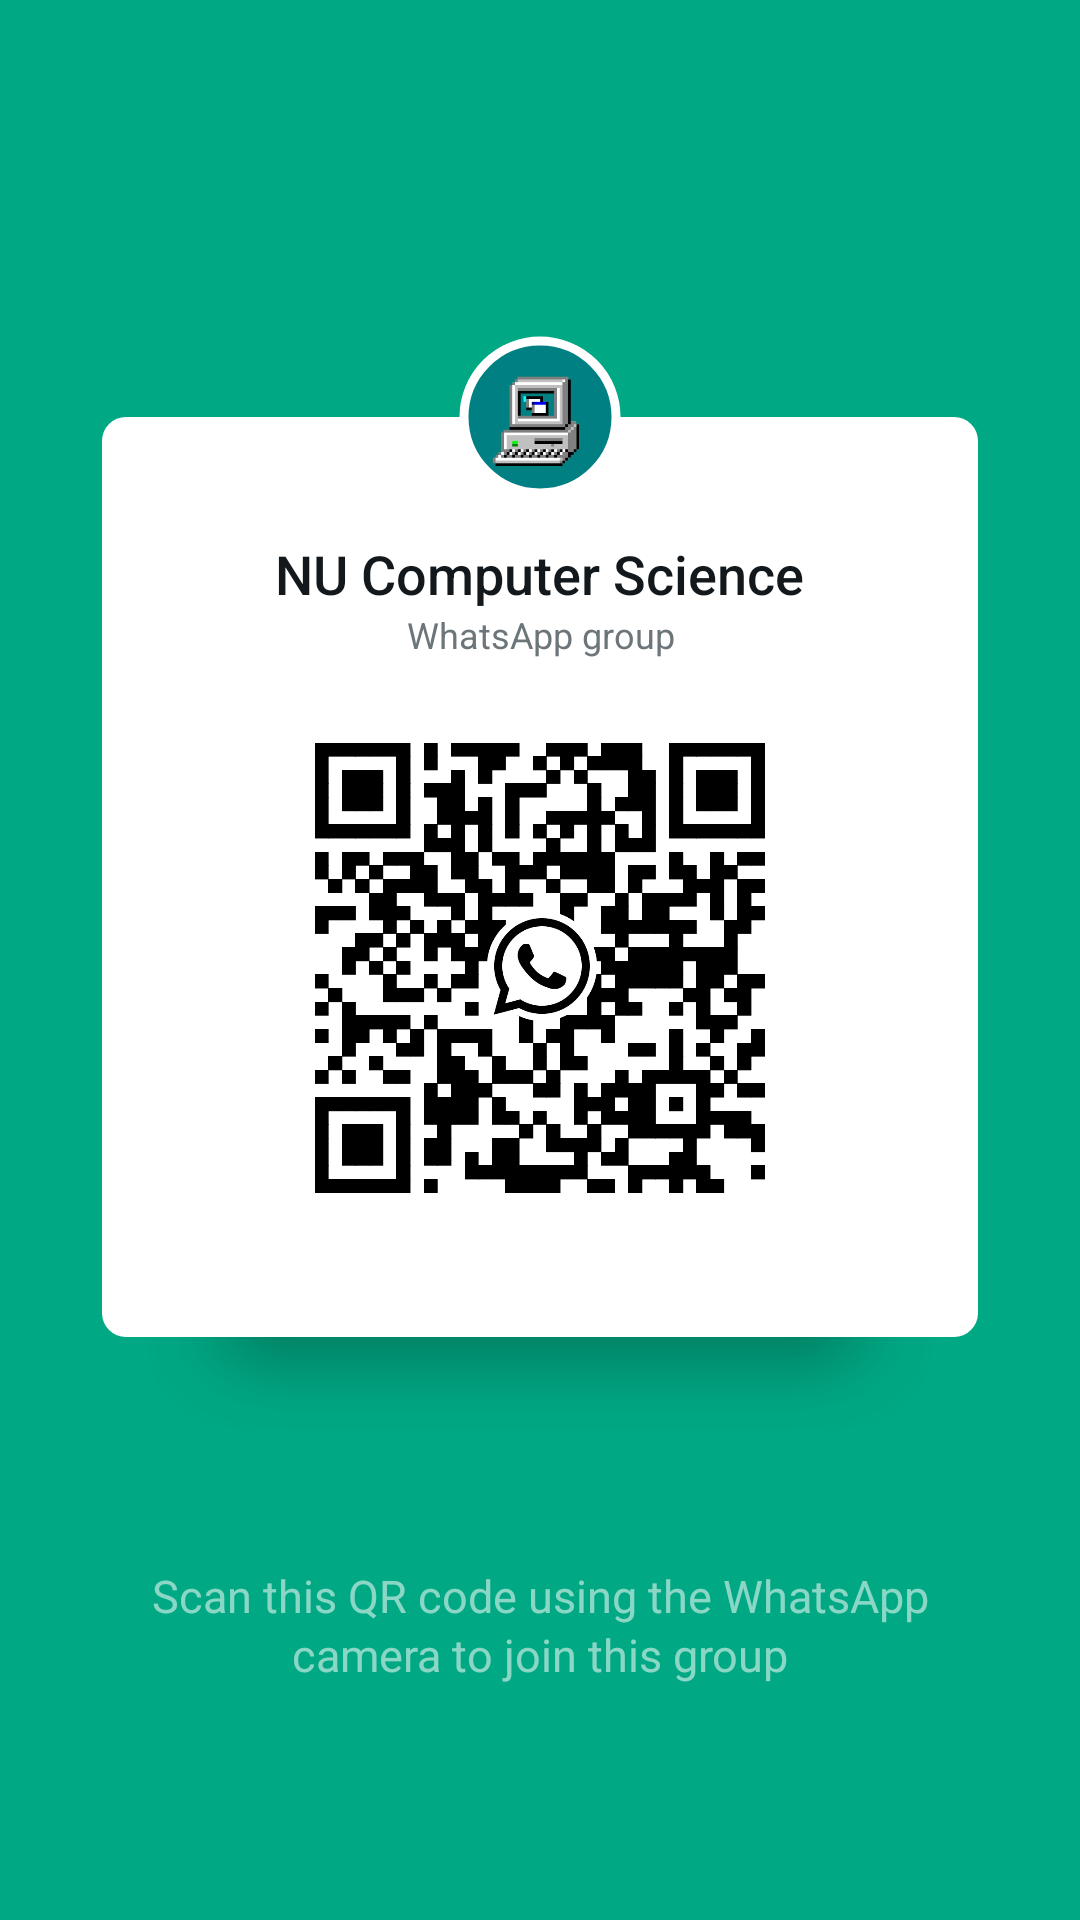 NU Computer Science
WhatsApp group
Scan this QR code using the WhatsApp
camera to join this group